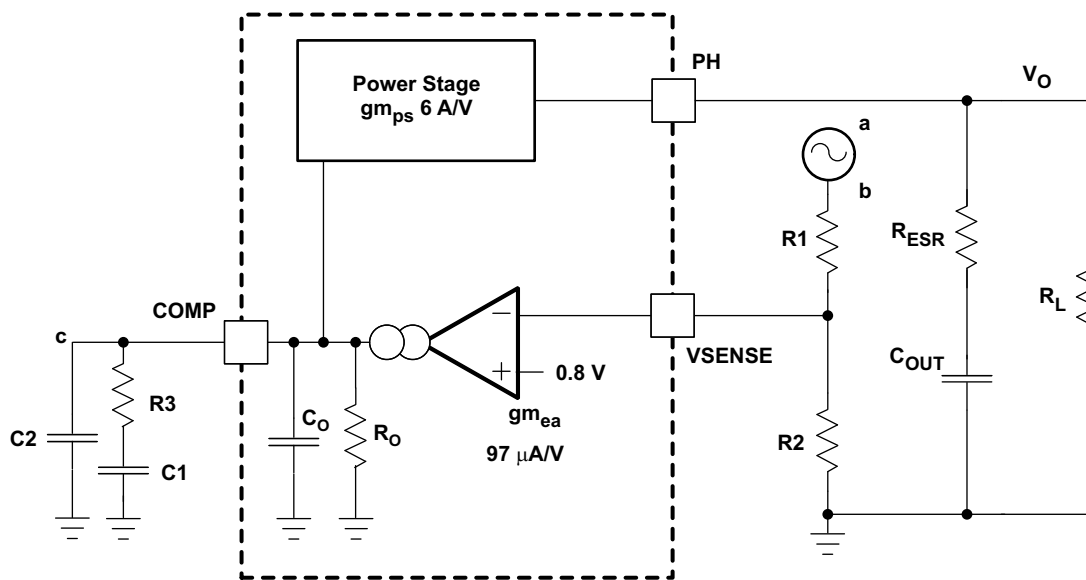 Power Stage
gm_ps 6 A/V
PH
V_O
a
b
R1
R_ESR
R_L
COMP
c
VSENSE
−
+
0.8 V
gm_ea
97 μA/V
C_OUT
R3
C2
C1
C_O
R_O
R2